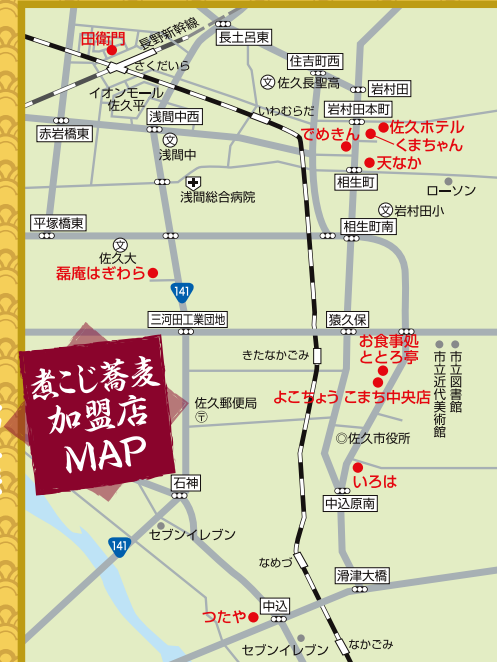 田衛門
長野新幹線
長土呂東
さくだいら
住吉町西
佐久長聖高
イオンモール
佐久平
岩村田
浅間中西
いわむらだ
岩村田本町
佐久ホテル
赤岩橋東
でめきん
くまちゃん
浅間中
天なか
相生町
ローソン
浅間総合病院
岩村田小
平塚橋東
相生町南
佐久大
磊庵はぎわら
141
三河田工業団地
猿久保
お食事処
ととろ亭
きたなかごみ
市立近代美術館
市立図書館
煮こじ蕎麦
加盟店
MAP
よこちょう こまち中央店
佐久郵便局
佐久市役所
いろは
石神
中込原南
セブンイレブン
141
なめづ
滑津大橋
つたや
中込
セブンイレブン
なかごみ